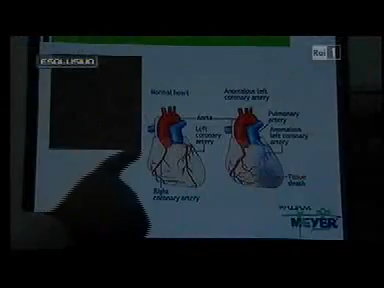 ESCLUSIVO
Rai 1
Normal heart
Anomalous left
coronary artery
Aorta
Pulmonary
artery
Left
coronary
artery
Anomalous
left coronary
artery
Right
coronary artery
Tissue
death
MEYER